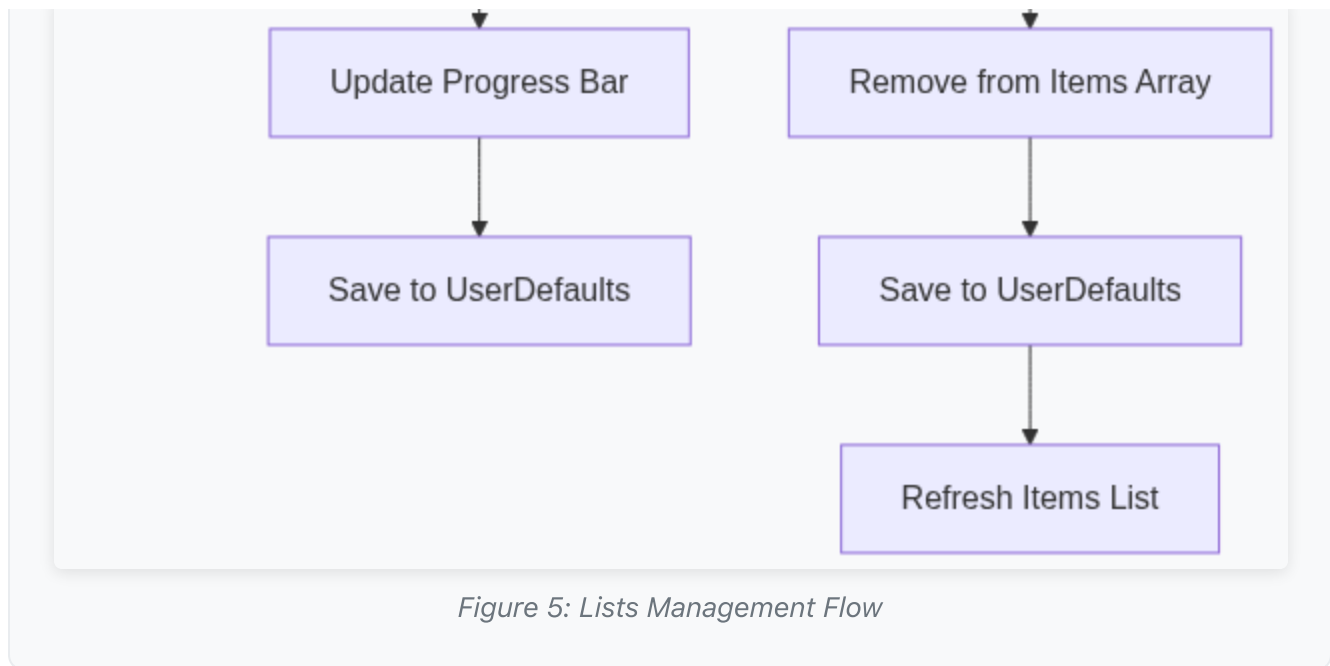 Update Progress Bar
Remove from Items Array
Save to UserDefaults
Save to UserDefaults
Refresh Items List
Figure 5: Lists Management Flow